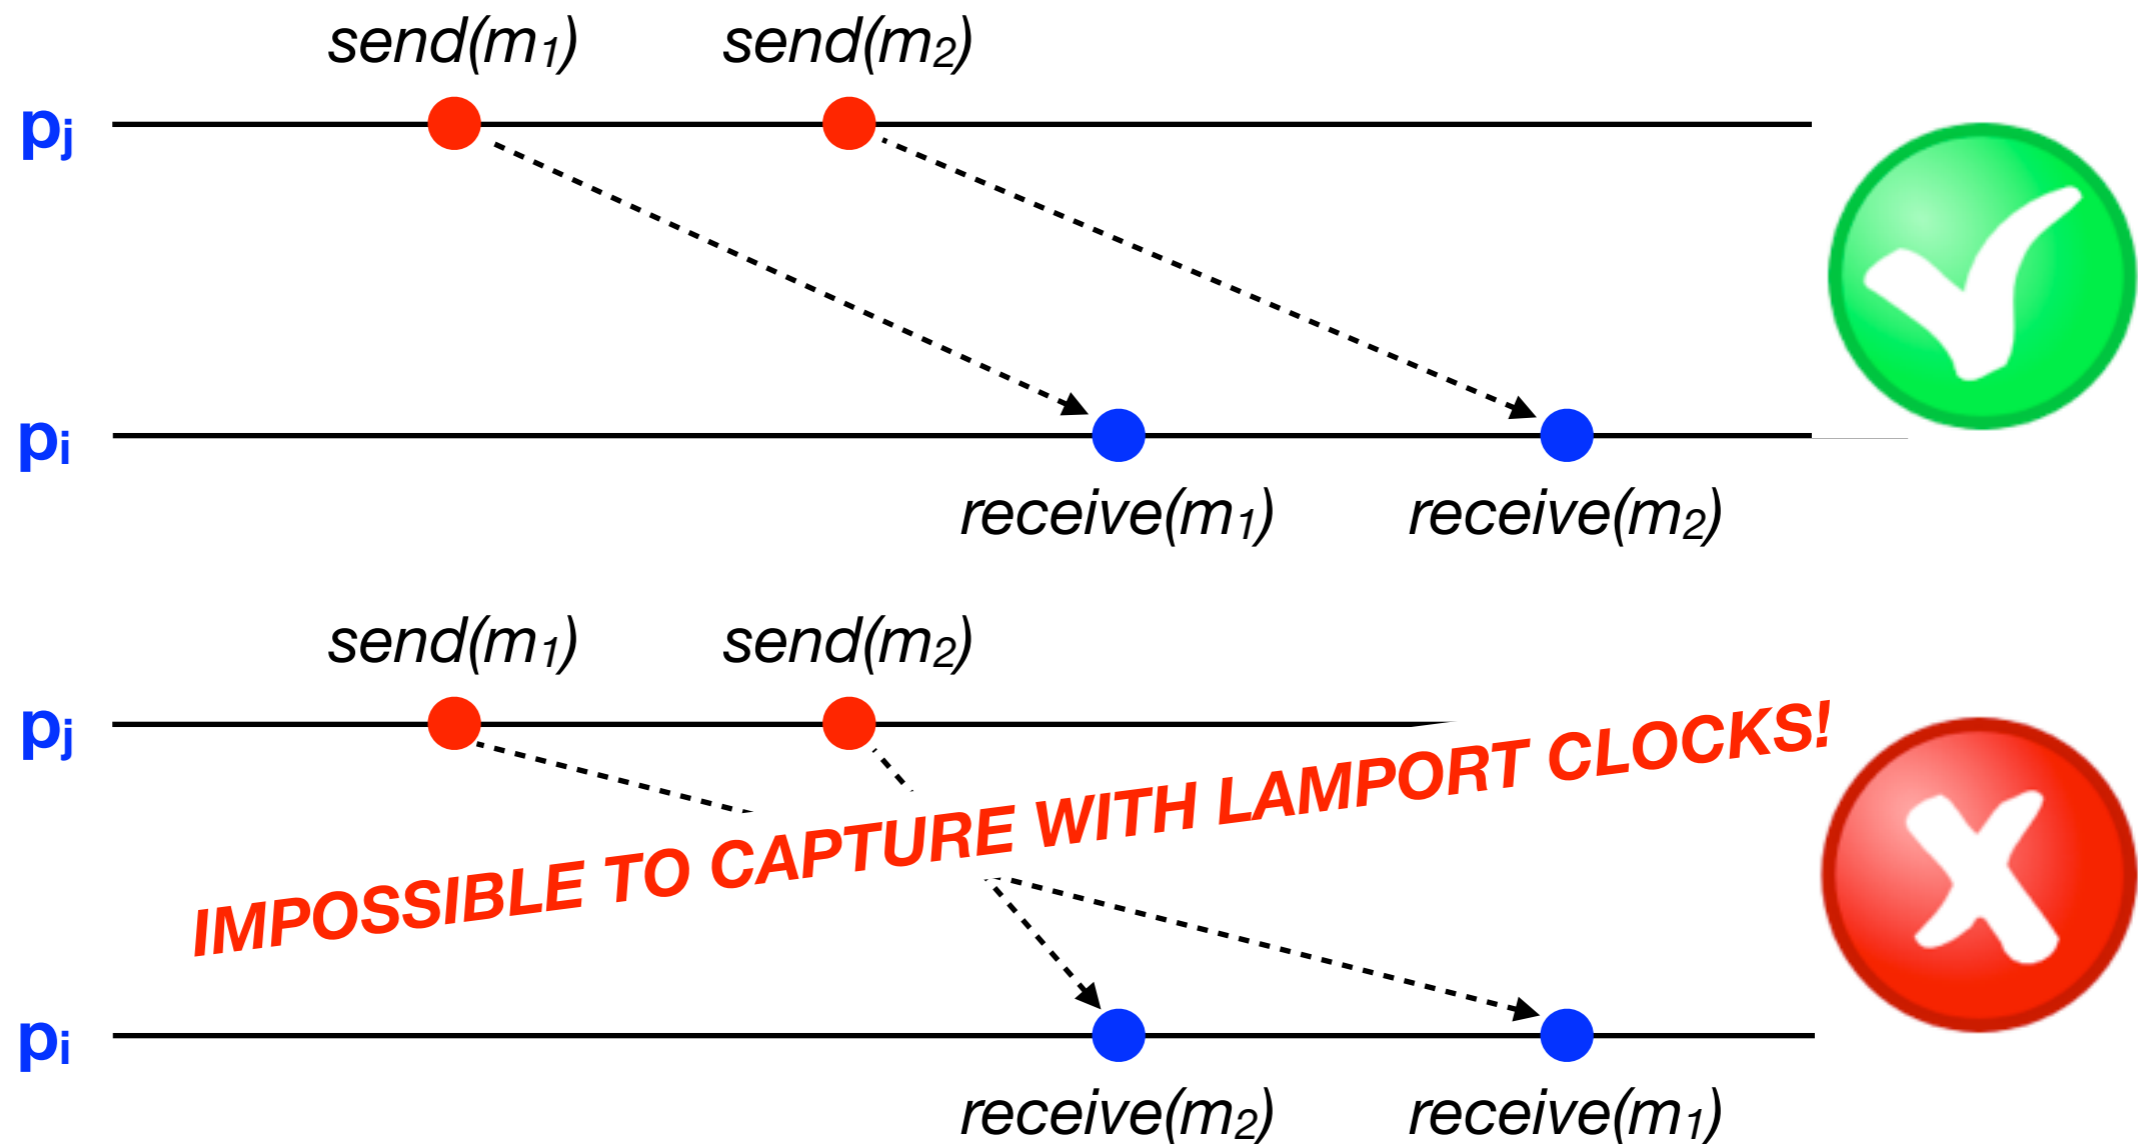 send(m1) send(m2)
pj
pi
receive(m1) receive(m2)
send(m1) send(m2)
pj
IMPOSSIBLE TO CAPTURE WITH LAMPORT CLOCKS!
pi
receive(m2) receive(m1)